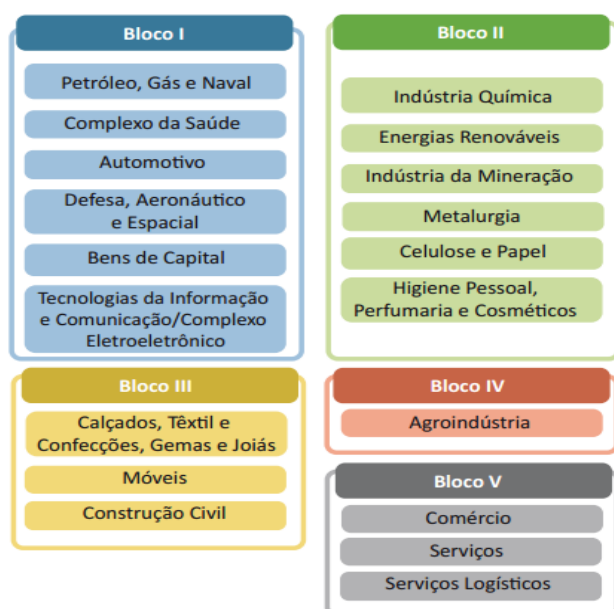 Bloco I
Petróleo, Gás e Naval
Complexo da Saúde
Automotivo
Defesa, Aeronáutico
e Espacial
Bens de Capital
Tecnologias da Informação
e Comunicação/Complexo
Eletroeletrônico
Bloco II
Indústria Química
Energias Renováveis
Indústria da Mineração
Metalurgia
Celulose e Papel
Higiene Pessoal,
Perfumaria e Cosméticos
Bloco III
Calçados, Têxtil e
Confecções, Gemas e Joiás
Móveis
Construção Civil
Bloco IV
Agroindústria
Bloco V
Comércio
Serviços
Serviços Logísticos